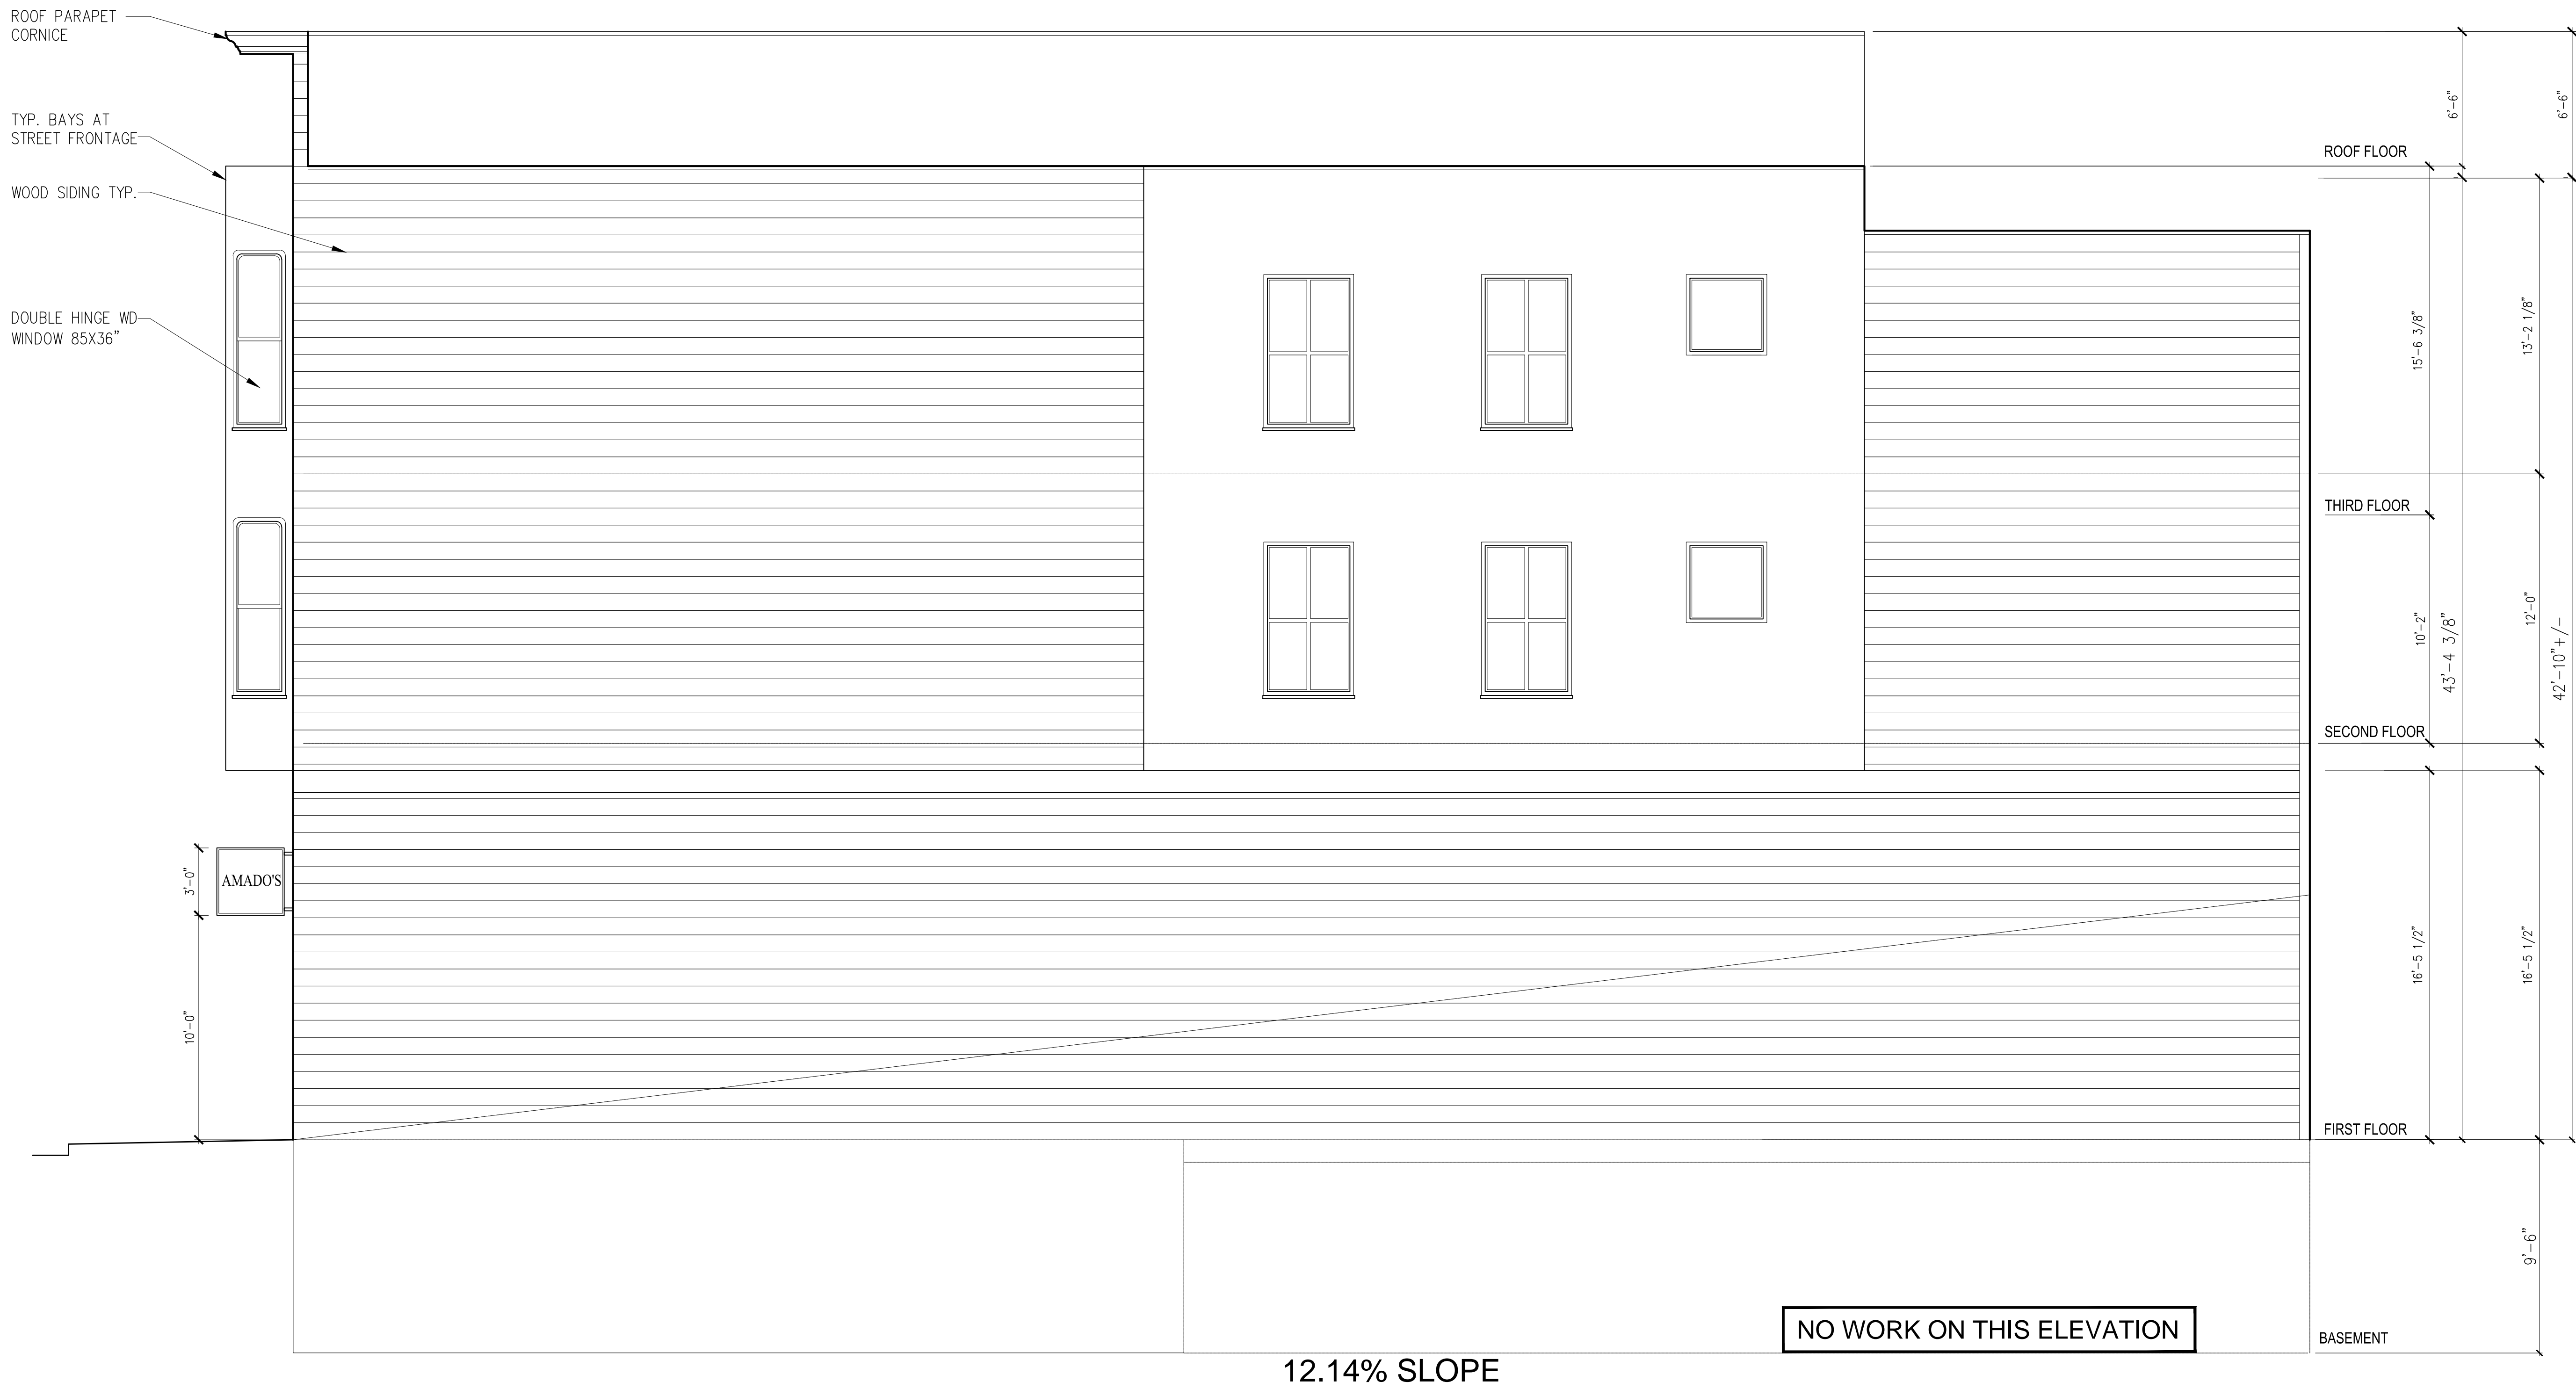 ROOF PARAPET
CORNICE
TYP. BAYS AT
STREET FRONTAGE
WOOD SIDING TYP.
DOUBLE HINGE WD
WINDOW 85X36"
AMADO'S
3'-0"
10'-0"
ROOF FLOOR
THIRD FLOOR
SECOND FLOOR
FIRST FLOOR
BASEMENT
6'-6"
6'-6"
15'-6 3/8"
13'-2 1/8"
10'-2"
43'-4 3/8"
12'-0"
42'-10"+/-
16'-5 1/2"
16'-5 1/2"
9'-6"
NO WORK ON THIS ELEVATION
12.14% SLOPE